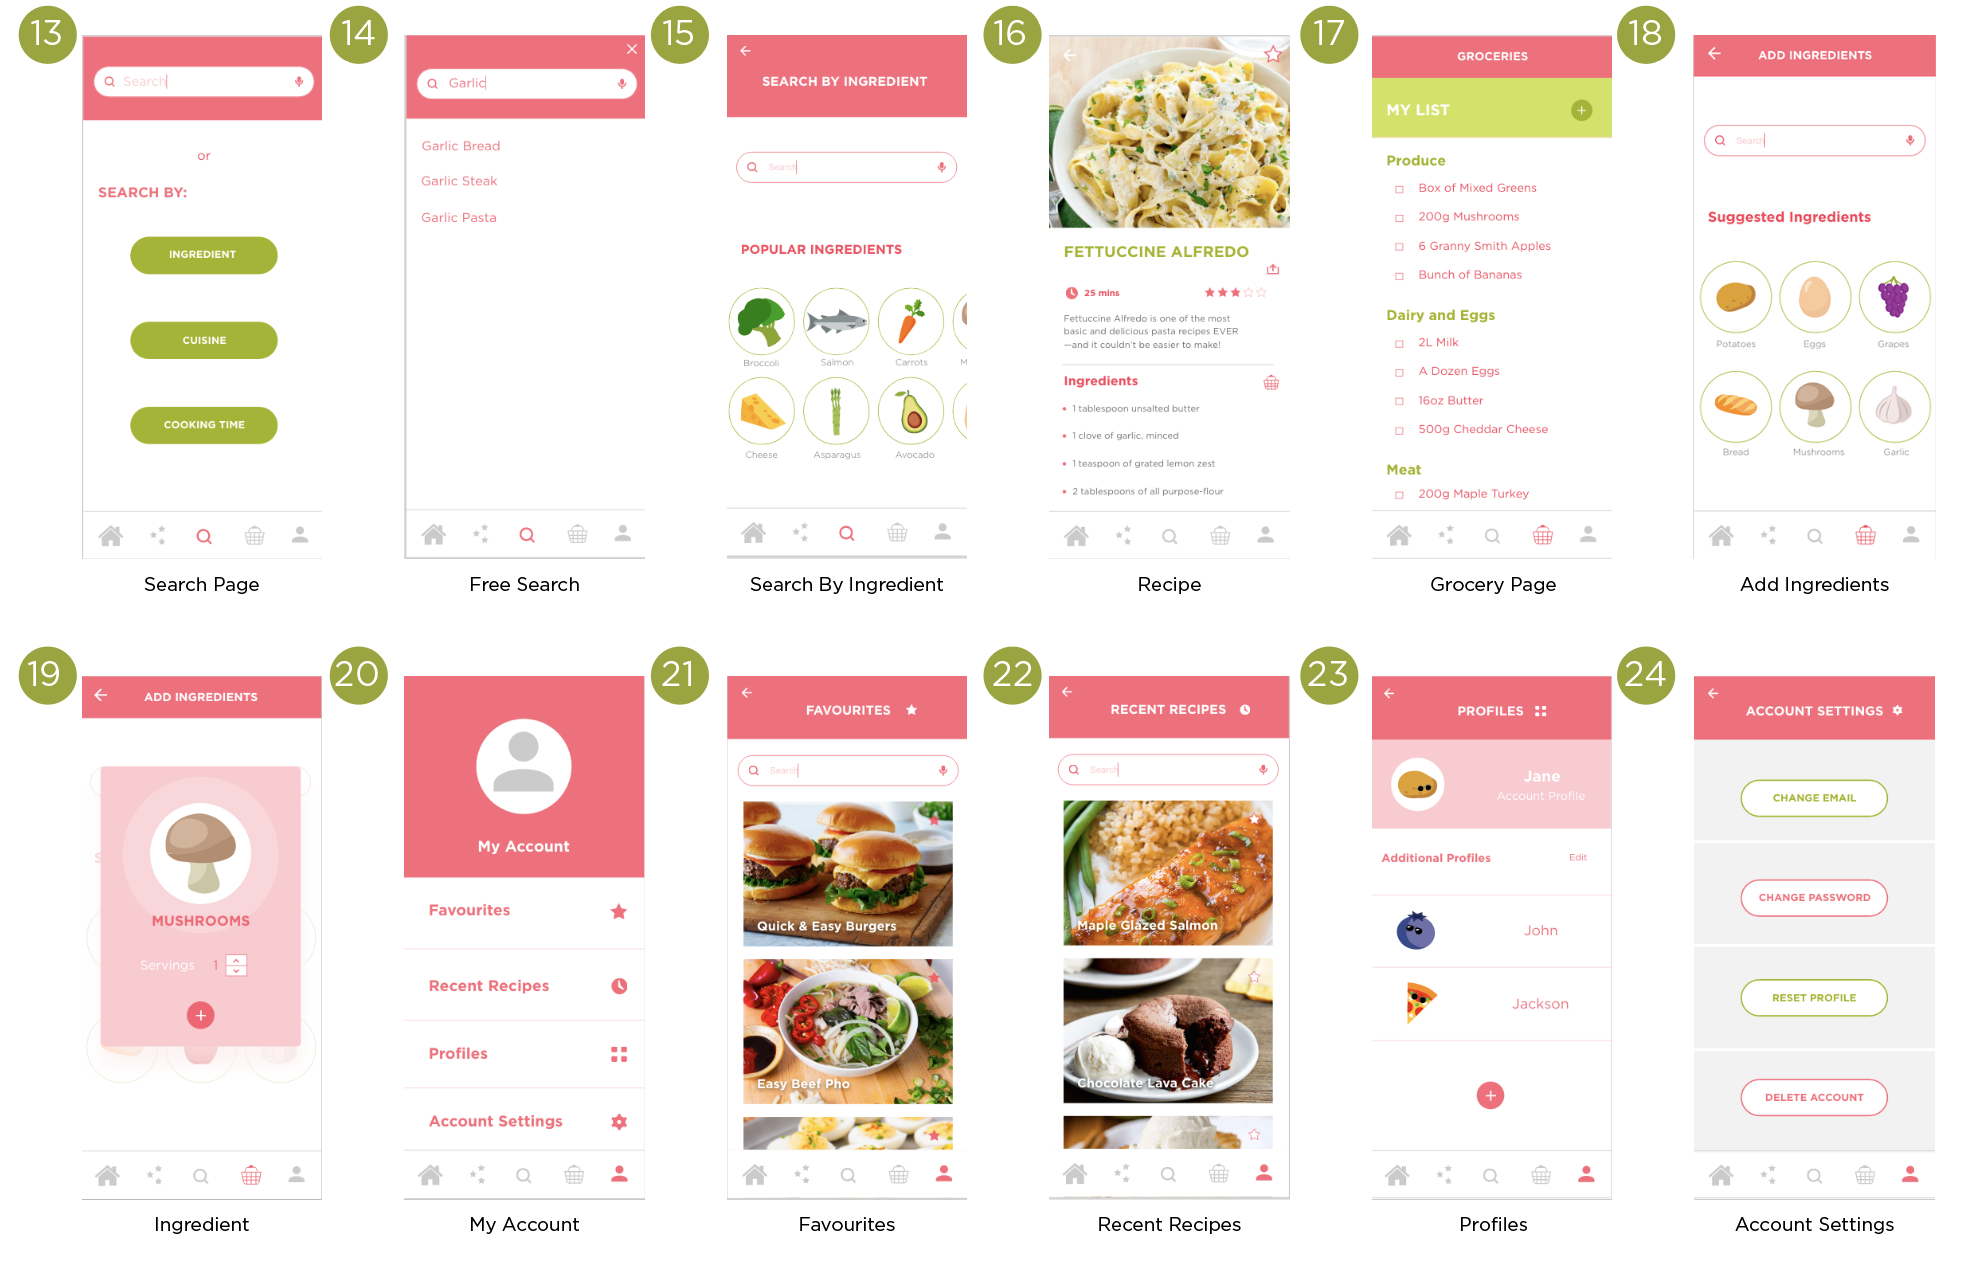 13
Search
or
SEARCH BY:
INGREDIENT
CUISINE
COOKING TIME
Search Page
14
Garlic
Garlic Bread
Garlic Steak
Garlic Pasta
Free Search
15
SEARCH BY INGREDIENT
Search
POPULAR INGREDIENTS
Broccoli
Salmon
Carrots
M
Cheese
Asparagus
Avocado
Search By Ingredient
16
FETTUCCINE ALFREDO
25 mins
Fettuccine Alfredo is one of the most
basic and delicious pasta recipes EVER
—and it couldn't be easier to make!
Ingredients
• 1 tablespoon unsalted butter
• 1 clove of garlic, minced
• 1 teaspoon of grated lemon zest
• 2 tablespoons of all purpose-flour
Recipe
17
GROCERIES
MY LIST
Produce
Box of Mixed Greens
200g Mushrooms
6 Granny Smith Apples
Bunch of Bananas
Dairy and Eggs
2L Milk
A Dozen Eggs
16oz Butter
500g Cheddar Cheese
Meat
200g Maple Turkey
Grocery Page
18
ADD INGREDIENTS
Search
Suggested Ingredients
Potatoes
Eggs
Grapes
Bread
Mushrooms
Garlic
Add Ingredients
19
ADD INGREDIENTS
S
MUSHROOMS
Servings 1
Ingredient
20
My Account
Favourites
Recent Recipes
Profiles
Account Settings
My Account
21
FAVOURITES
Search
Quick & Easy Burgers
Easy Beef Pho
Favourites
22
RECENT RECIPES
Search
Maple Glazed Salmon
Chocolate Lava Cake
Recent Recipes
23
PROFILES
Jane
Account Profile
Additional Profiles Edit
John
Jackson
Profiles
24
ACCOUNT SETTINGS
CHANGE EMAIL
CHANGE PASSWORD
RESET PROFILE
DELETE ACCOUNT
Account Settings